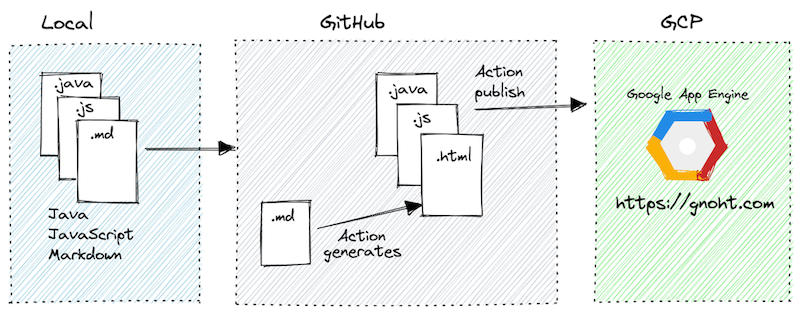 Local
.java
.js
.md
Java
JavaScript
Markdown
GitHub
.java
.js
.html
.md
Action
generates
Action
publish
GCP
Google App Engine
https://gnoht.com